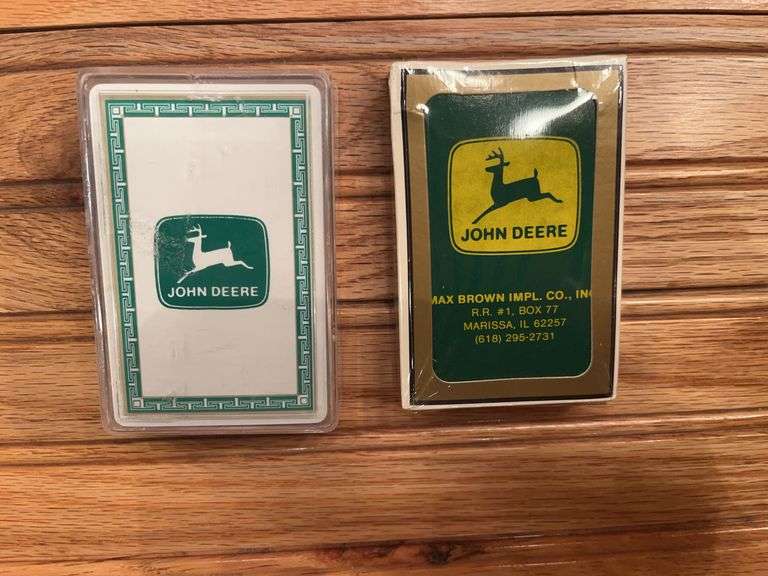 JOHN DEERE
JOHN DEERE
MAX BROWN IMPL. CO., INC
R.R. #1, BOX 77
MARISSA, IL 62257
(618) 295-2731